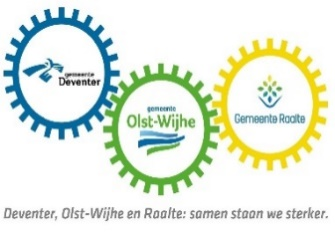 gemeente
Deventer
gemeente
Olst-Wijhe
Gemeente Raalte
Deventer, Olst-Wijhe en Raalte: samen staan we sterker.